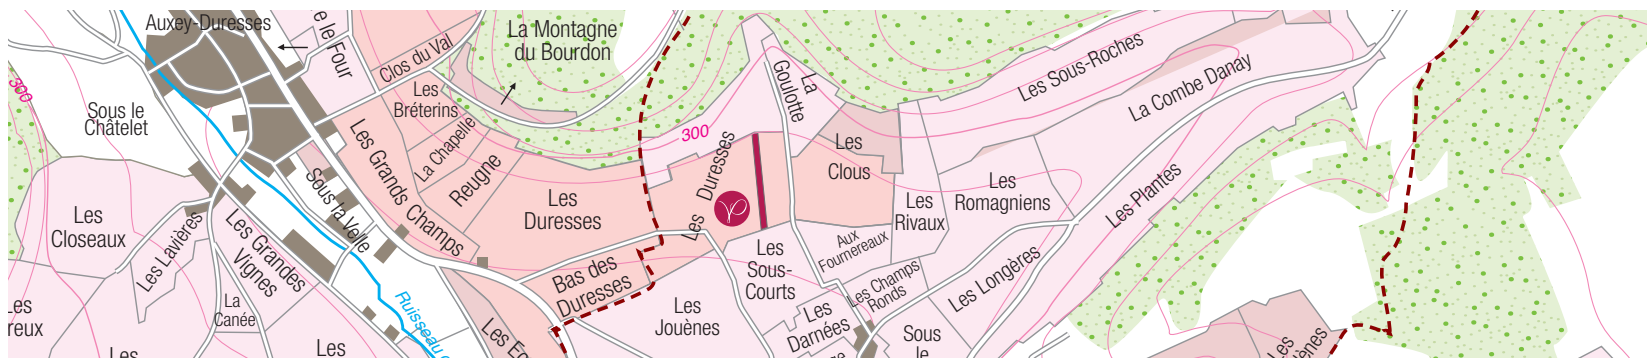 Auxey-Duresses
e le Four
Clos du Val
La Montagne
du Bourdon
300
Sous le
Châtelet
Les
Bréterins
La Chapelle
Reugne
Les Grands Champs
Sous la Velle
Les
Closeaux
Les Lavières
Les Grandes
Vignes
La
Canée
Les
reux
Les
Les
Ruisseau
Les
Duresses
Bas des
Duresses
Les Duresses
300
La
Goulotte
Les
Clous
Les Sous-Roches
La Combe Danay
Les
Romagniens
Les
Rivaux
Les Plantes
Aux
Fournereaux
Les
Sous-
Courts
Les Champs
Ronds
Les Longères
Les
Jouènes
Les
Darnées
Sous
le
Les